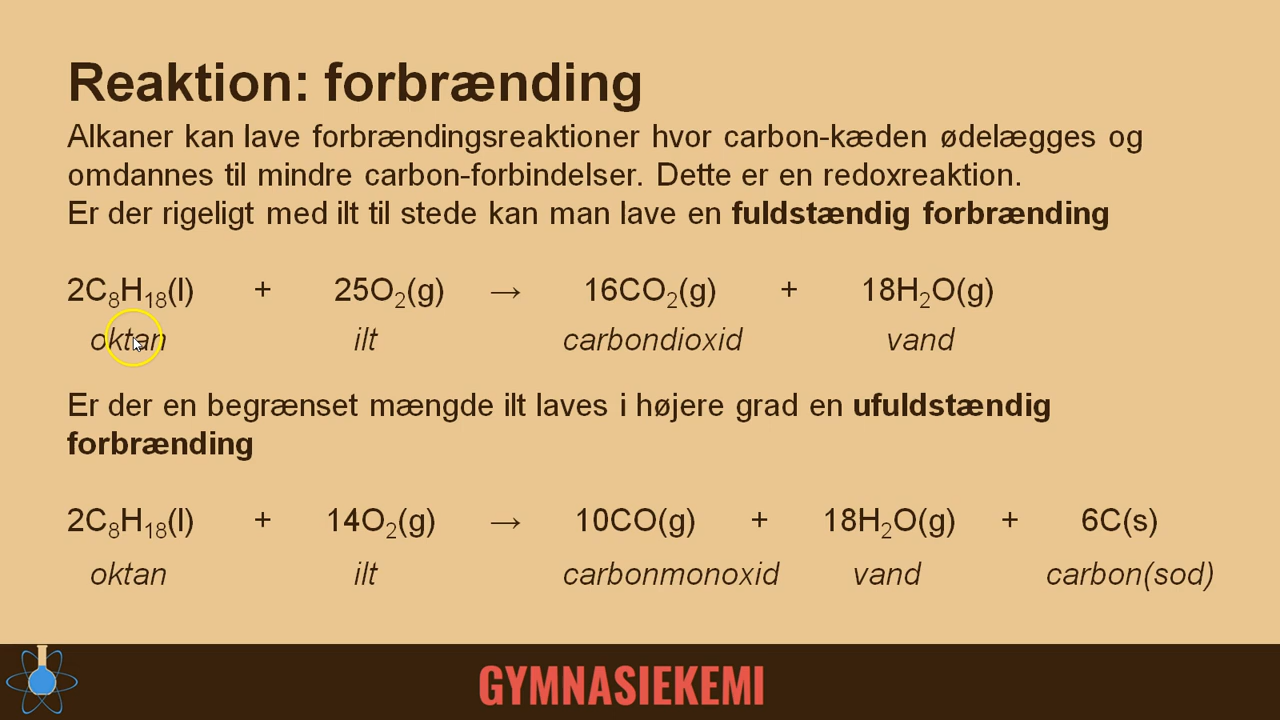 Reaktion: forbrænding
Alkaner kan lave forbrændingsreaktioner hvor carbon-kæden ødelægges og
omdannes til mindre carbon-forbindelser. Dette er en redoxreaktion.
Er der rigeligt med ilt til stede kan man lave en fuldstændig forbrænding
2C₈H₁₈(l) + 25O₂(g) → 16CO₂(g) + 18H₂O(g)
oktan ilt carbondioxid vand
Er der en begrænset mængde ilt laves i højere grad en ufuldstændig
forbrænding
2C₈H₁₈(l) + 14O₂(g) → 10CO(g) + 18H₂O(g) + 6C(s)
oktan ilt carbonmonoxid vand carbon(sod)
GYMNASIEKEMI